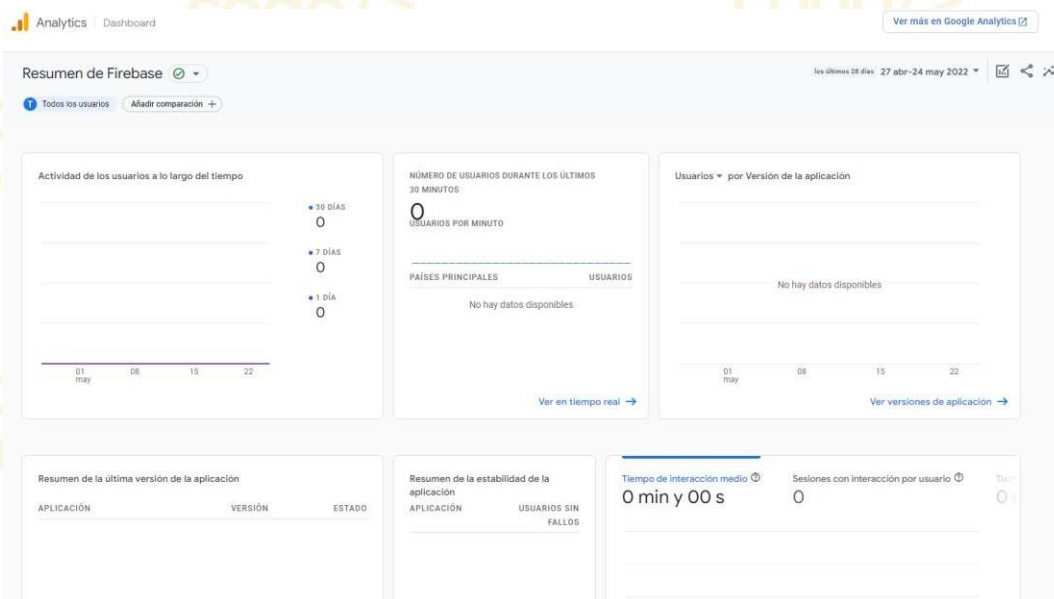 Analytics Dashboard
Ver más en Google Analytics
Resumen de Firebase
los últimos 28 días 27 abr-24 may 2022
T Todos los usuarios
Añadir comparación +
Actividad de los usuarios a lo largo del tiempo
30 DÍAS
0
7 DÍAS
0
1 DÍA
0
01 08 15 22
may
NÚMERO DE USUARIOS DURANTE LOS ÚLTIMOS
30 MINUTOS
0
USUARIOS POR MINUTO
PAÍSES PRINCIPALES USUARIOS
No hay datos disponibles
Ver en tiempo real →
Usuarios por Versión de la aplicación
No hay datos disponibles
01 08 15 22
may
Ver versiones de aplicación →
Resumen de la última versión de la aplicación
APLICACIÓN VERSIÓN ESTADO
Resumen de la estabilidad de la
aplicación
APLICACIÓN USUARIOS SIN
FALLOS
Tiempo de interacción medio
0 min y 00 s
Sesiones con interacción por usuario
0